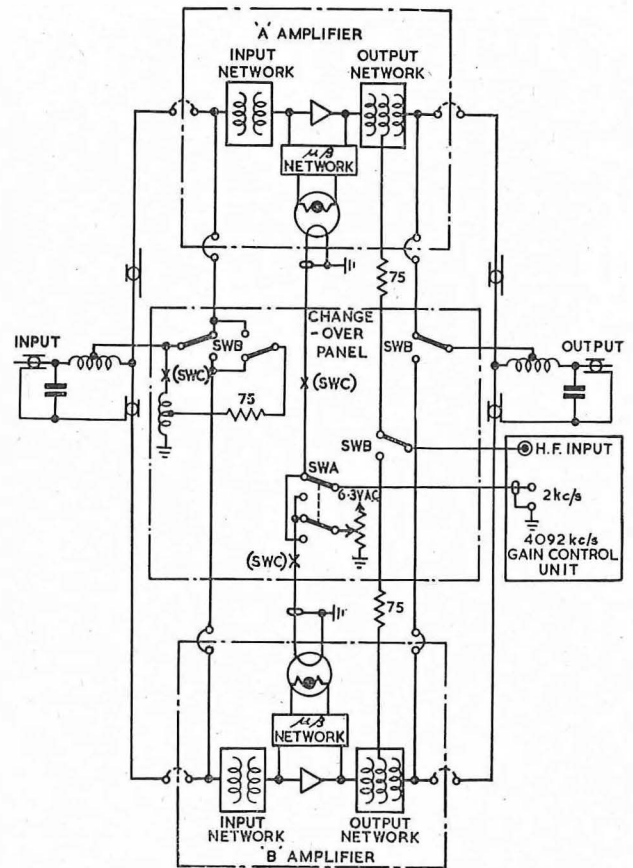 'A' AMPLIFIER
INPUT
NETWORK
OUTPUT
NETWORK
μβ
NETWORK
75
CHANGE
-OVER
PANEL
INPUT
SWB
(SWC)
75
(SWC)
SWB
OUTPUT
SWB
H.F. INPUT
SWA
6·3VAC
2kc/s
4092 kc/s
GAIN CONTROL
UNIT
(SWC)
75
μβ
NETWORK
INPUT
NETWORK
OUTPUT
NETWORK
'B' AMPLIFIER